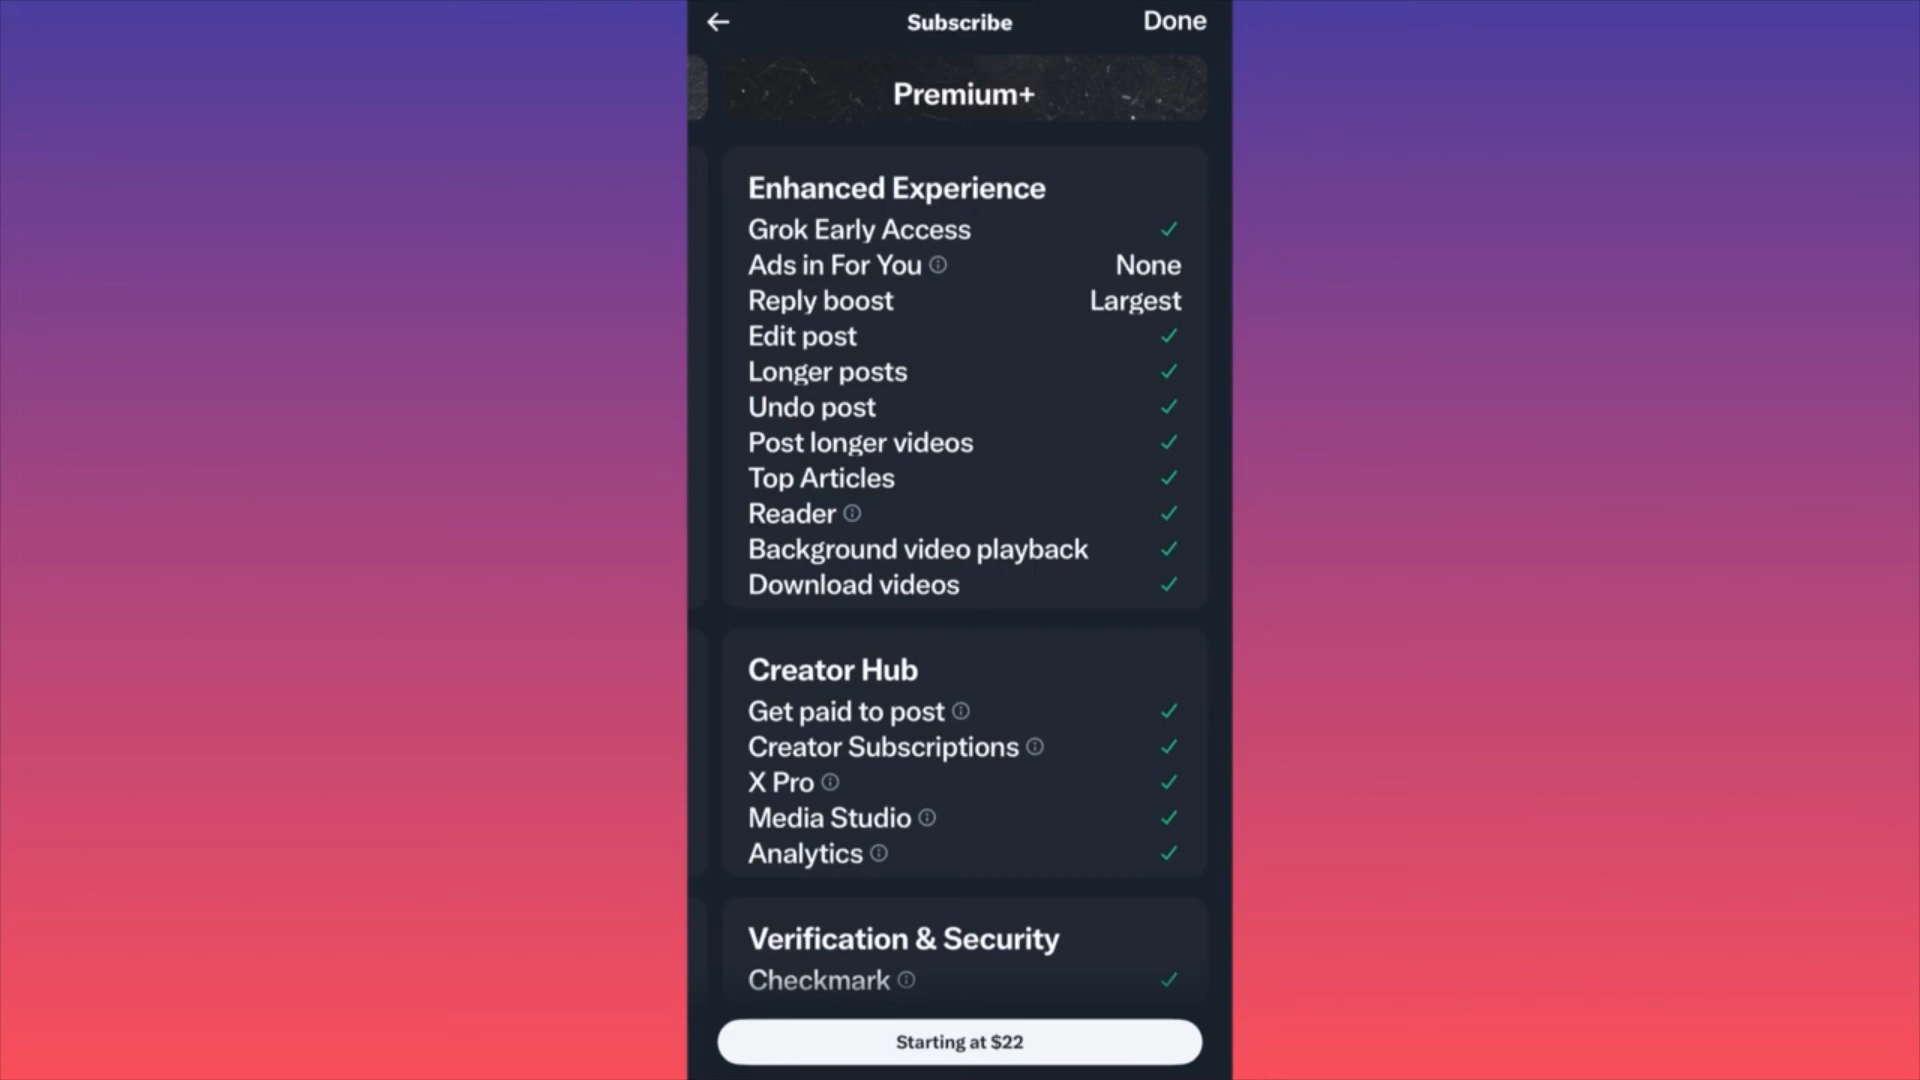 Subscribe
Done
Premium+
Enhanced Experience
Grok Early Access
Ads in For You None
Reply boost Largest
Edit post
Longer posts
Undo post
Post longer videos
Top Articles
Reader
Background video playback
Download videos
Creator Hub
Get paid to post
Creator Subscriptions
X Pro
Media Studio
Analytics
Verification & Security
Checkmark
Starting at $22